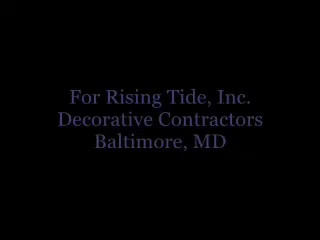 For Rising Tide, Inc.
Decorative Contractors
Baltimore, MD